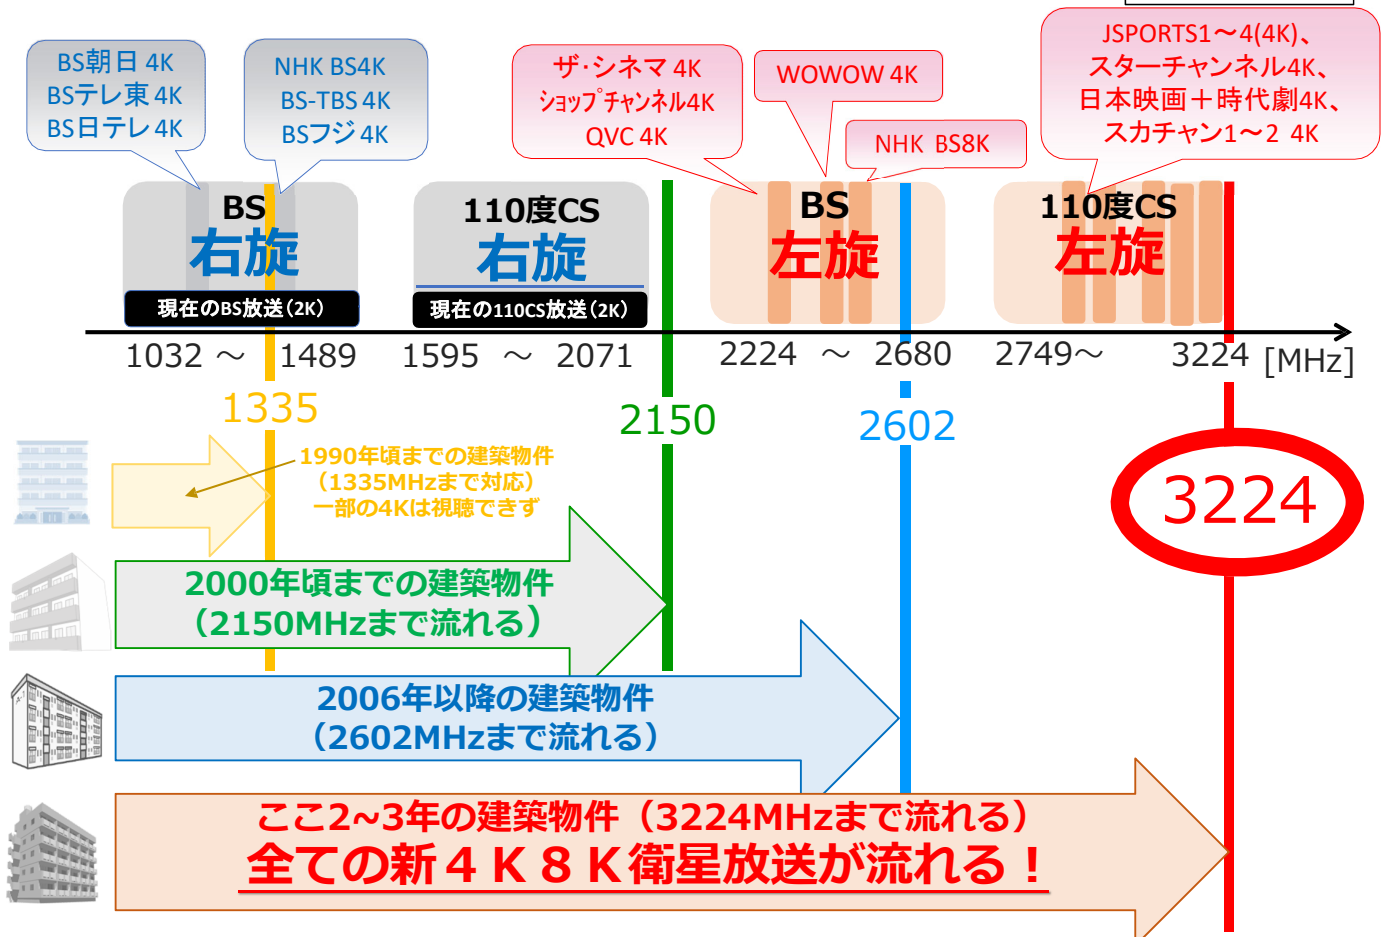 BS朝日 4K
BSテレ東 4K
BS日テレ 4K
NHK BS4K
BS-TBS 4K
BSフジ 4K
ザ・シネマ 4K
ショップチャンネル4K
QVC 4K
WOWOW 4K
NHK BS8K
JSPORTS1～4(4K)、
スターチャンネル4K、
日本映画＋時代劇4K、
スカチャン1～2 4K
BS
右旋
現在のBS放送（2K）
110度CS
右旋
現在の110CS放送（2K）
BS
左旋
110度CS
左旋
1032 ～ 1489
1595 ～ 2071
2224 ～ 2680
2749～ 3224 [MHz]
1335
2150
2602
3224
1990年頃までの建築物件
（1335MHzまで対応）
一部の4Kは視聴できず
2000年頃までの建築物件
（2150MHzまで流れる）
2006年以降の建築物件
（2602MHzまで流れる）
ここ2~3年の建築物件（3224MHzまで流れる）
全ての新４Ｋ８Ｋ衛星放送が流れる！